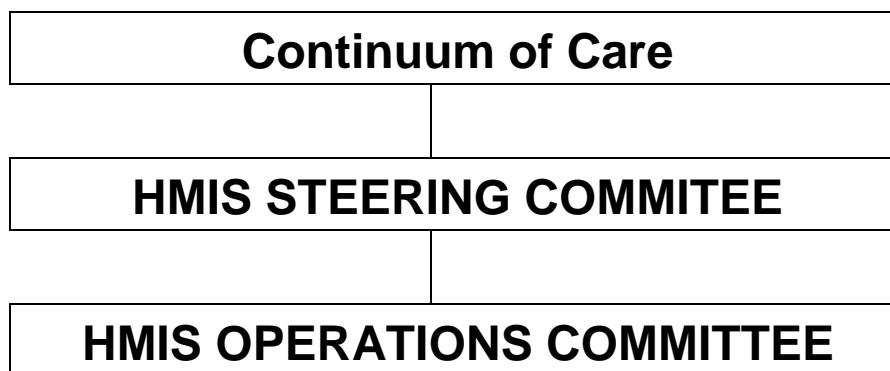 Continuum of Care
HMIS STEERING COMMITEE
HMIS OPERATIONS COMMITTEE